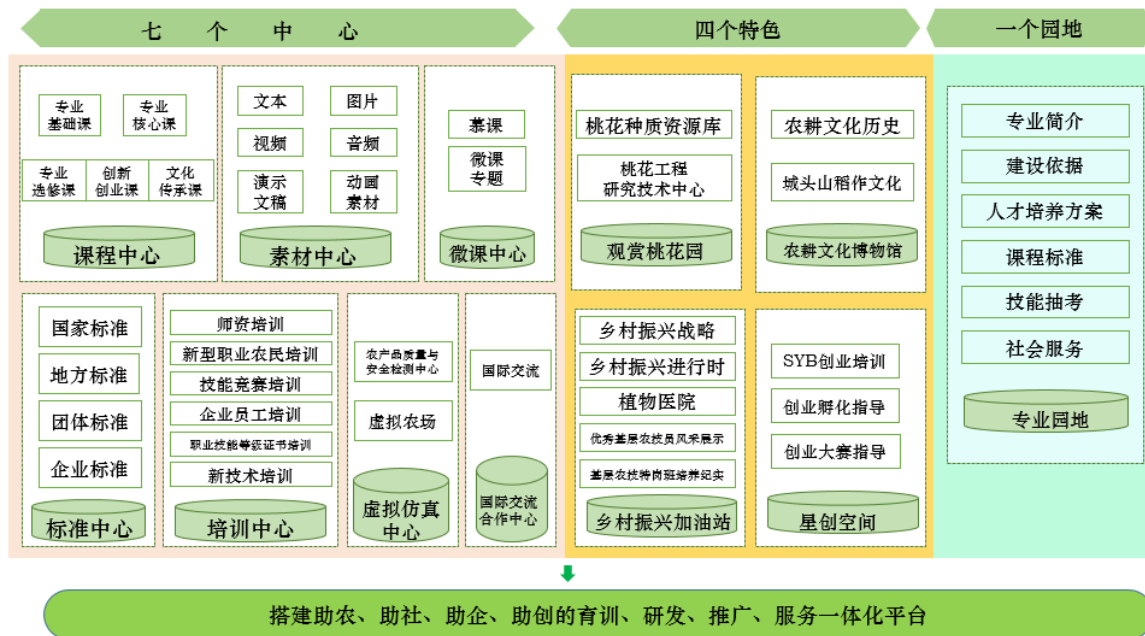 七个中心
四个特色
一个园地
专业
基础课
专业
核心课
专业
选修课
创新
创业课
文化
传承课
课程中心
文本
图片
视频
音频
演示
文稿
动画
素材
素材中心
慕课
微课
专题
微课中心
国家标准
地方标准
团体标准
企业标准
标准中心
师资培训
新型职业农民培训
技能竞赛培训
企业员工培训
职业技能等级证书培训
新技术培训
培训中心
农产品质量与
安全检测中心
虚拟农场
虚拟仿真
中心
国际交流
国际交流
合作中心
桃花种质资源库
桃花工程
研究技术中心
观赏桃花园
农耕文化历史
城头山稻作文化
农耕文化博物馆
乡村振兴战略
乡村振兴进行时
植物医院
优秀基层农技员风采展示
基层农技特岗班培养纪实
乡村振兴加油站
SYB创业培训
创业孵化指导
创业大赛指导
星创空间
专业简介
建设依据
人才培养方案
课程标准
技能抽考
社会服务
专业园地
搭建助农、助社、助企、助创的育训、研发、推广、服务一体化平台